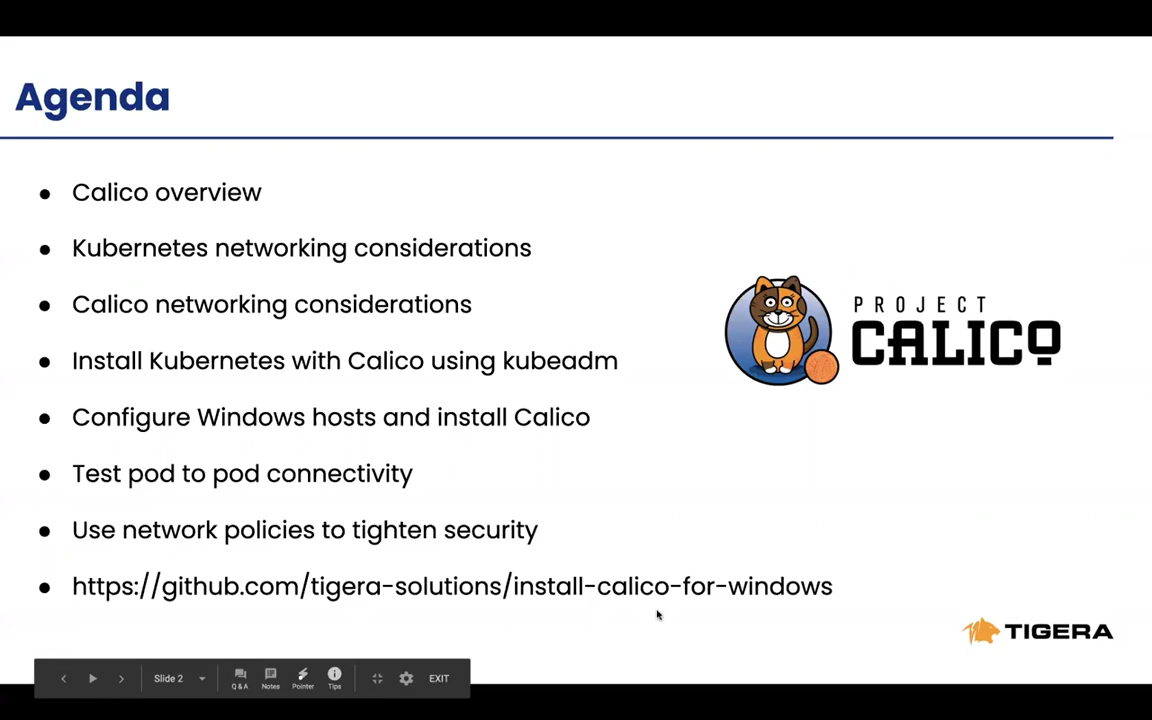 Agenda
● Calico overview
● Kubernetes networking considerations
● Calico networking considerations
● Install Kubernetes with Calico using kubeadm
● Configure Windows hosts and install Calico
● Test pod to pod connectivity
● Use network policies to tighten security
● https://github.com/tigera-solutions/install-calico-for-windows
PROJECT
CALICO
TIGERA
Slide 2
Q & A
Notes
Pointer
Tips
EXIT